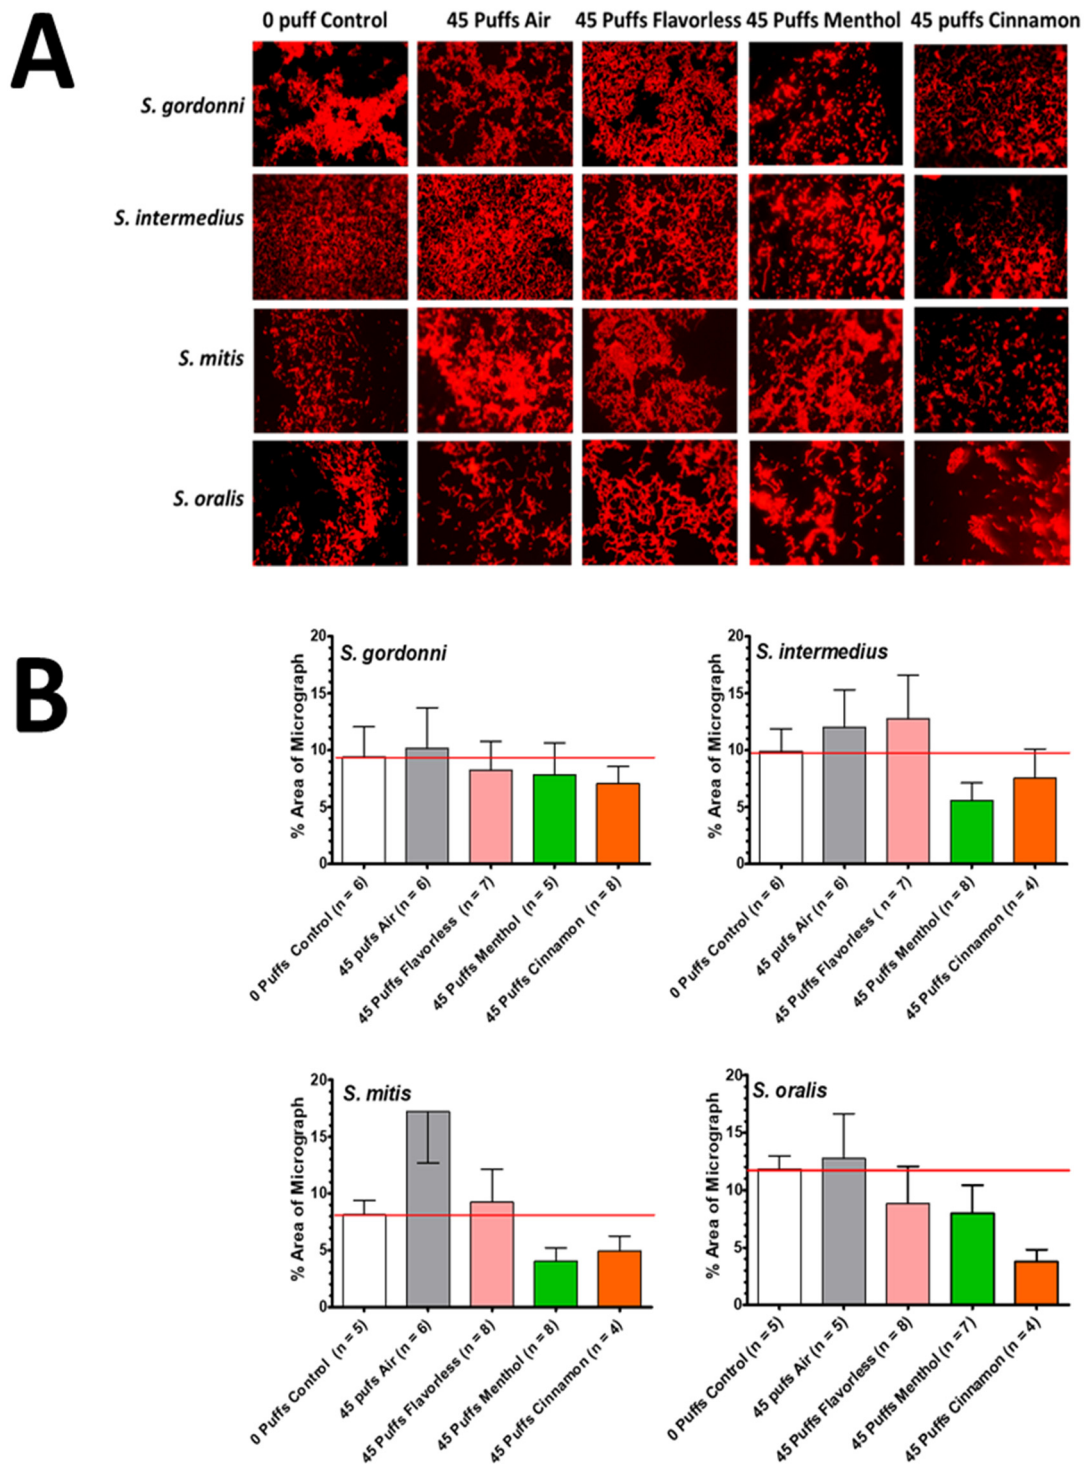 A
0 puff Control 45 Puffs Air 45 Puffs Flavorless 45 Puffs Menthol 45 puffs Cinnamon
S. gordonni
S. intermedius
S. mitis
S. oralis
B
S. gordonni
% Area of Micrograph
20
15
10
5
0
0 Puffs Control (n = 6)
45 pufs Air (n = 6)
45 Puffs Flavorless (n = 7)
45 Puffs Menthol (n = 5)
45 Puffs Cinnamon (n = 8)
S. intermedius
% Area of Micrograph
20
15
10
5
0
0 Puffs Control (n = 6)
45 pufs Air (n = 6)
45 Puffs Flavorless ( n = 7)
45 Puffs Menthol (n = 8)
45 Puffs Cinnamon (n = 4)
S. mitis
% Area of Micrograph
20
15
10
5
0
0 Puffs Control (n = 5)
45 pufs Air (n = 6)
45 Puffs Flavorless (n = 8)
45 Puffs Menthol (n = 8)
45 Puffs Cinnamon (n = 4)
S. oralis
% Area of Micrograph
20
15
10
5
0
0 Puffs Control (n = 5)
45 pufs Air (n = 5)
45 Puffs Flavorless (n = 8)
45 Puffs Menthol (n = 7)
45 Puffs Cinnamon (n = 4)